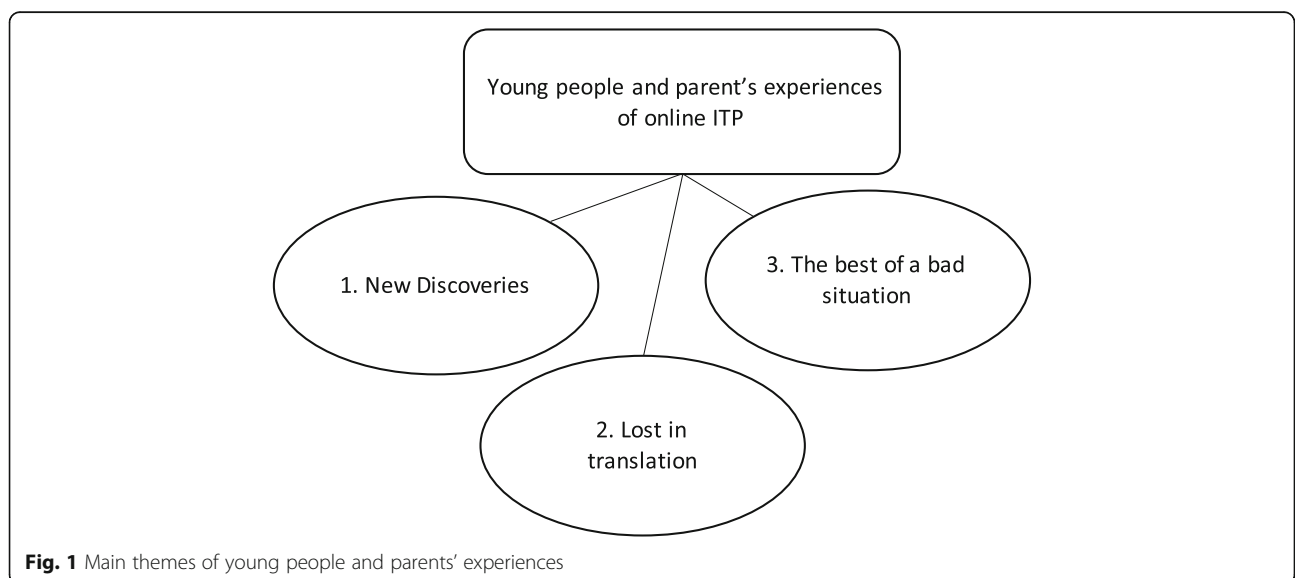 Young people and parent’s experiences
of online ITP
1. New Discoveries
3. The best of a bad
situation
2. Lost in
translation
Fig. 1 Main themes of young people and parents’ experiences